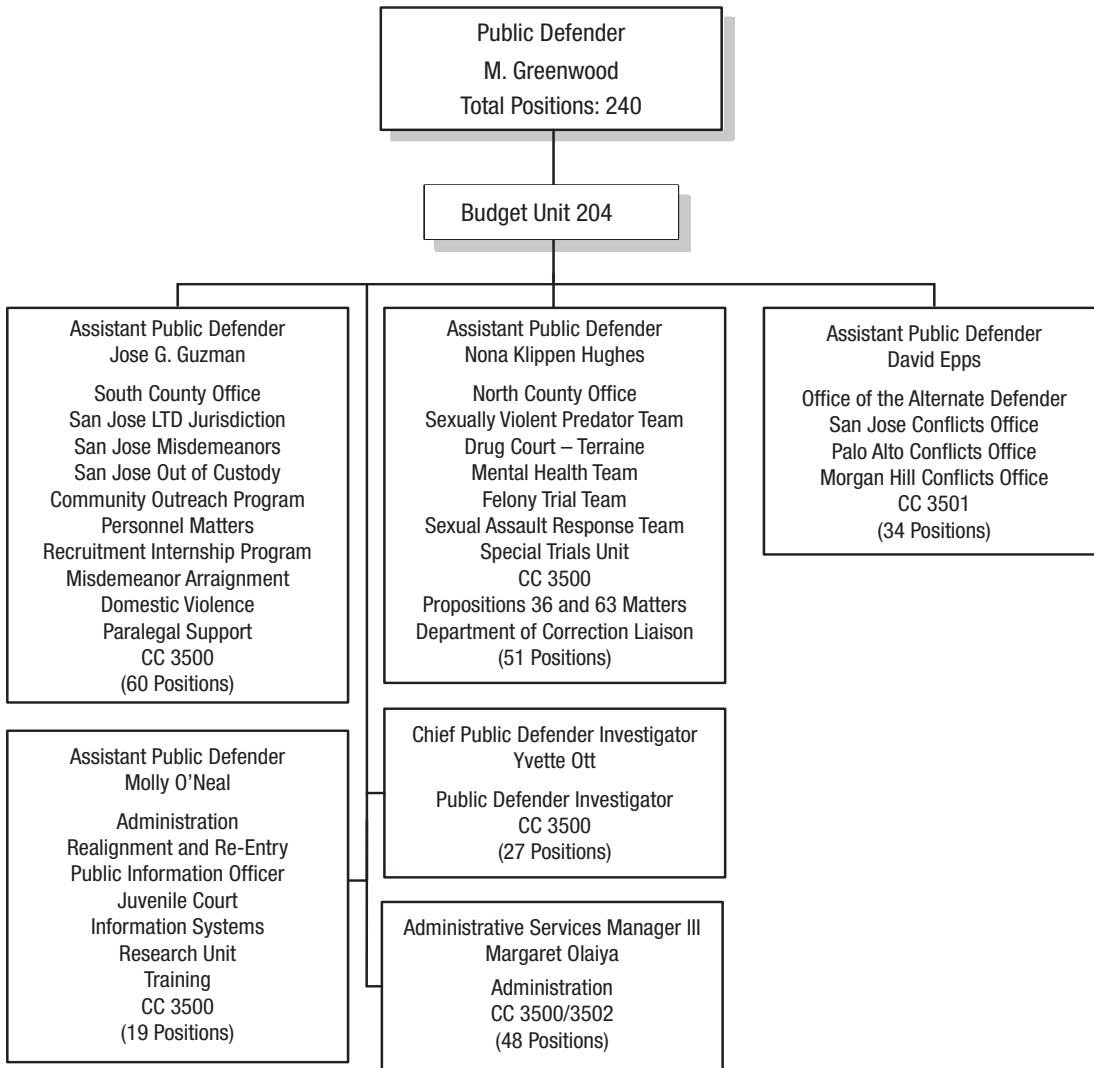 Public Defender
M. Greenwood
Total Positions: 240
Budget Unit 204
Assistant Public Defender
Jose G. Guzman
South County Office
San Jose LTD Jurisdiction
San Jose Misdemeanors
San Jose Out of Custody
Community Outreach Program
Personnel Matters
Recruitment Internship Program
Misdemeanor Arraignment
Domestic Violence
Paralegal Support
CC 3500
(60 Positions)
Assistant Public Defender
Nona Klippen Hughes
North County Office
Sexually Violent Predator Team
Drug Court – Terraine
Mental Health Team
Felony Trial Team
Sexual Assault Response Team
Special Trials Unit
CC 3500
Propositions 36 and 63 Matters
Department of Correction Liaison
(51 Positions)
Assistant Public Defender
David Epps
Office of the Alternate Defender
San Jose Conflicts Office
Palo Alto Conflicts Office
Morgan Hill Conflicts Office
CC 3501
(34 Positions)
Assistant Public Defender
Molly O’Neal
Administration
Realignment and Re-Entry
Public Information Officer
Juvenile Court
Information Systems
Research Unit
Training
CC 3500
(19 Positions)
Chief Public Defender Investigator
Yvette Ott
Public Defender Investigator
CC 3500
(27 Positions)
Administrative Services Manager III
Margaret Olaiya
Administration
CC 3500/3502
(48 Positions)